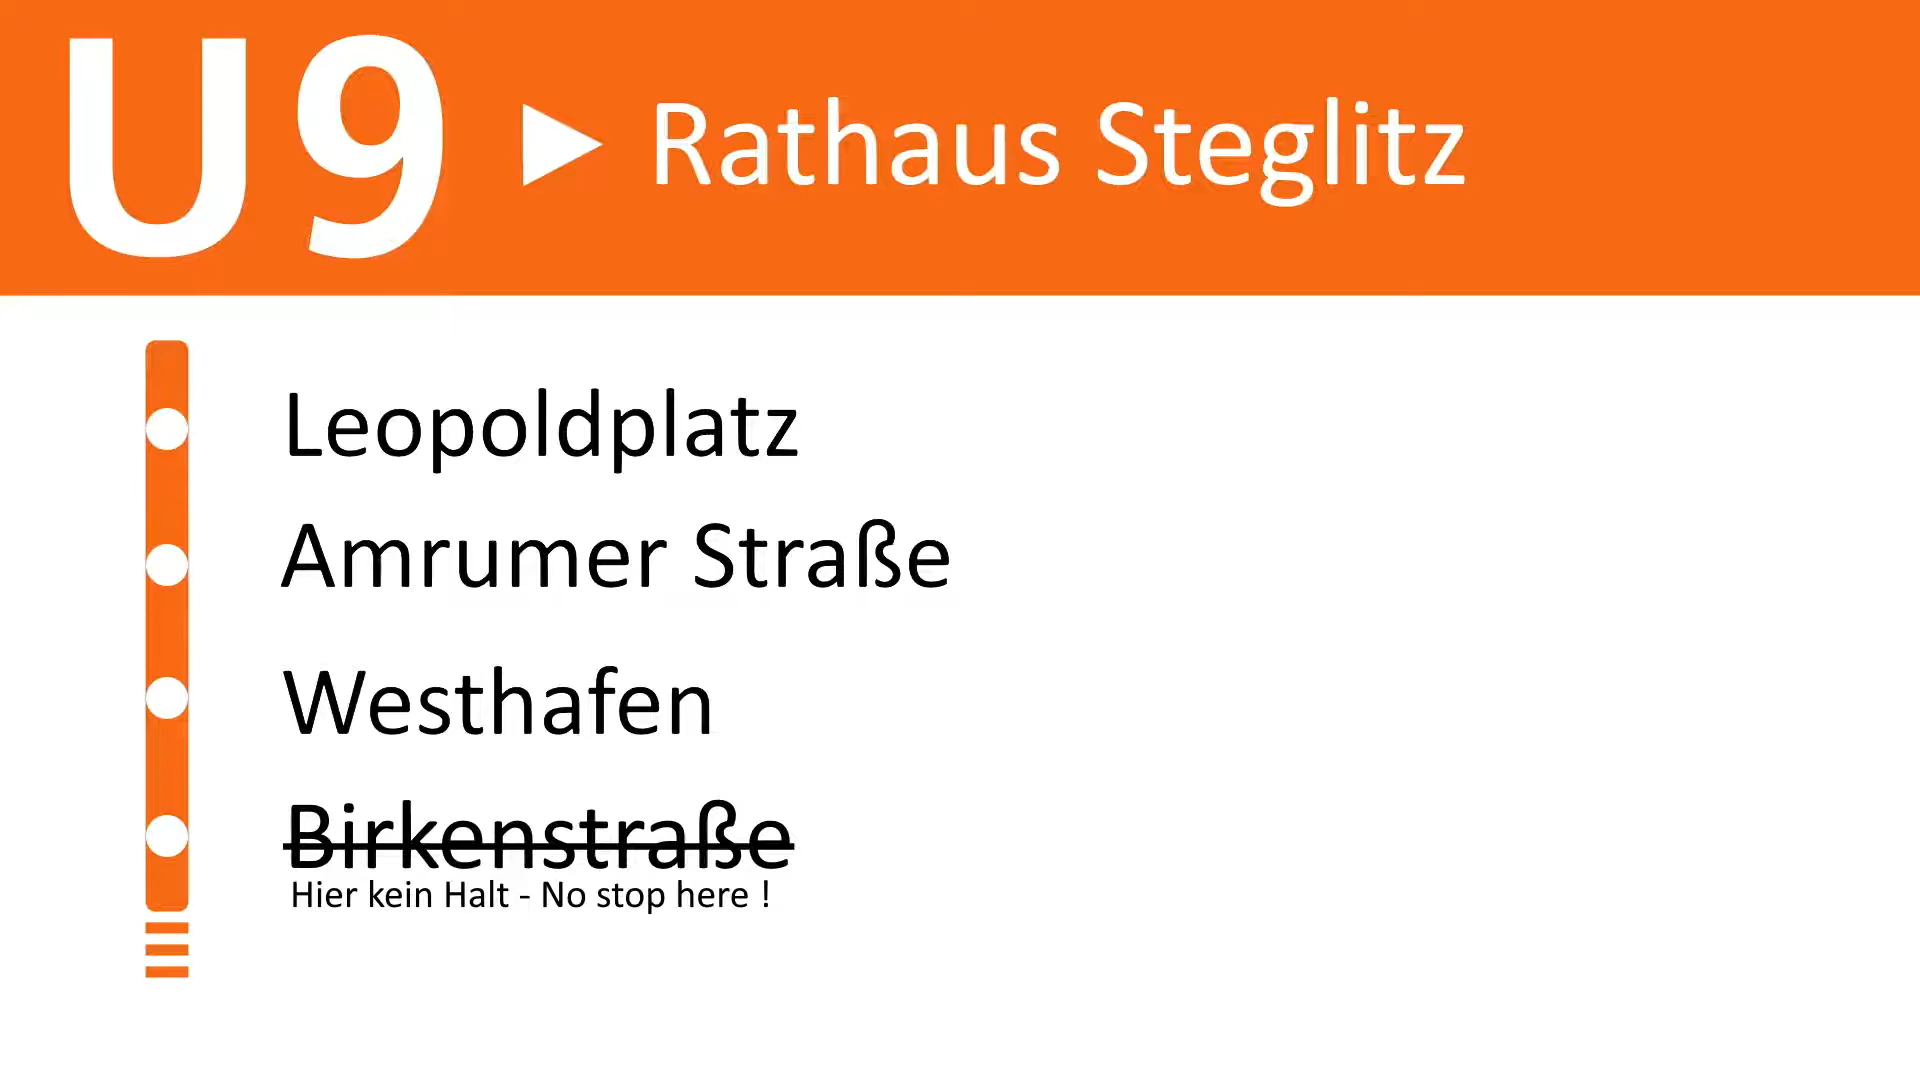 U9 ▶ Rathaus Steglitz
Leopoldplatz
Amrumer Straße
Westhafen
Birkenstraße
Hier kein Halt - No stop here !